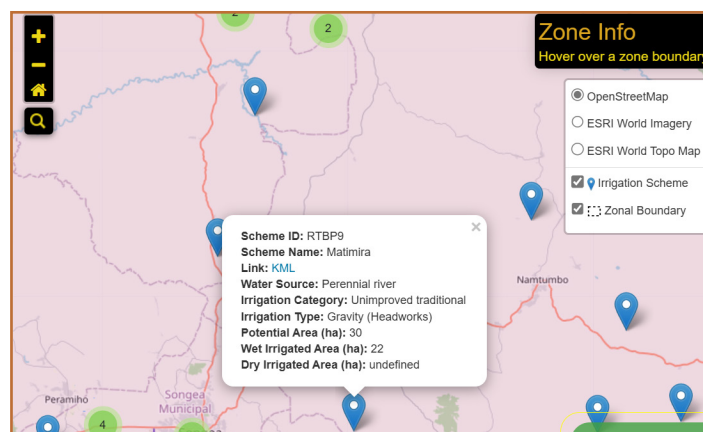 +
−
2
2
Zone Info
Hover over a zone boundary
OpenStreetMap
ESRI World Imagery
ESRI World Topo Map
Irrigation Scheme
Zonal Boundary
×
Scheme ID: RTBP9
Scheme Name: Matimira
Link: KML
Water Source: Perennial river
Irrigation Category: Unimproved traditional
Irrigation Type: Gravity (Headworks)
Potential Area (ha): 30
Wet Irrigated Area (ha): 22
Dry Irrigated Area (ha): undefined
Namtumbo
Peramiho
Songea
Municipal
4